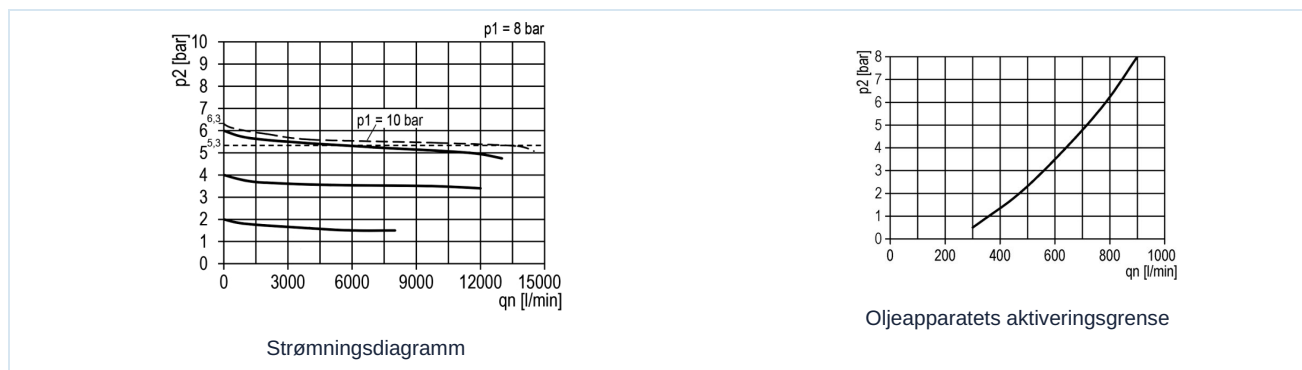 p1 = 8 bar
p2 [bar]
10
9
8
7
6,3
6
5,3
5
4
3
2
1
0
p1 = 10 bar
0 3000 6000 9000 12000 15000
qn [l/min]
Strømningsdiagramm
p2 [bar]
8
7
6
5
4
3
2
1
0
0 200 400 600 800 1000
qn [l/min]
Oljeapparatets aktiveringsgrense